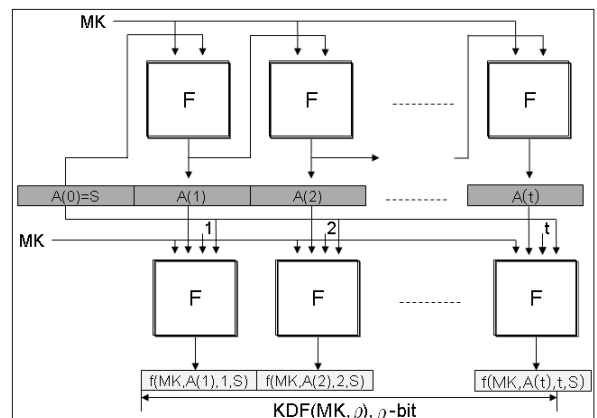 MK
F F F
A(0)=S A(1) A(2) A(t)
1 2 t
MK
F F F
f(MK,A(1),1,S) f(MK,A(2),2,S) f(MK,A(t),t,S)
KDF(MK,ρ),ρ-bit